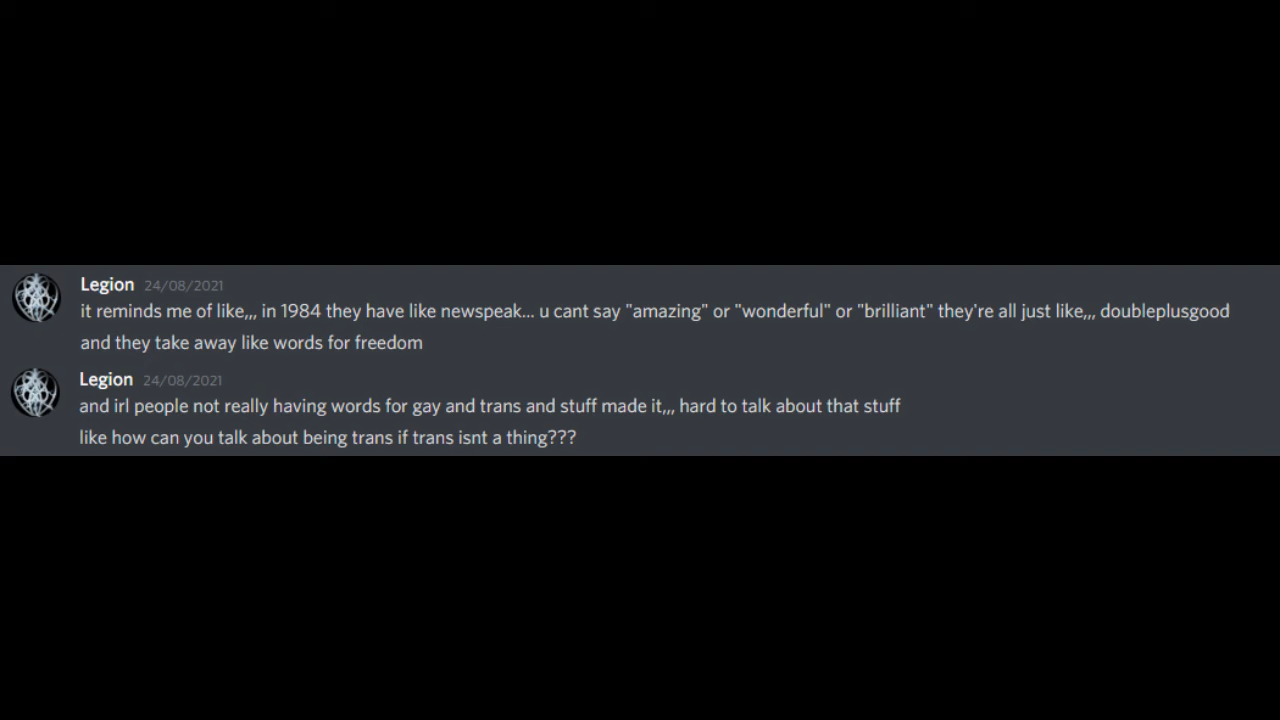 Legion 24/08/2021
it reminds me of like,,, in 1984 they have like newspeak... u cant say "amazing" or "wonderful" or "brilliant" they're all just like,,, doubleplusgood
and they take away like words for freedom
Legion 24/08/2021
and irl people not really having words for gay and trans and stuff made it,,, hard to talk about that stuff
like how can you talk about being trans if trans isnt a thing???